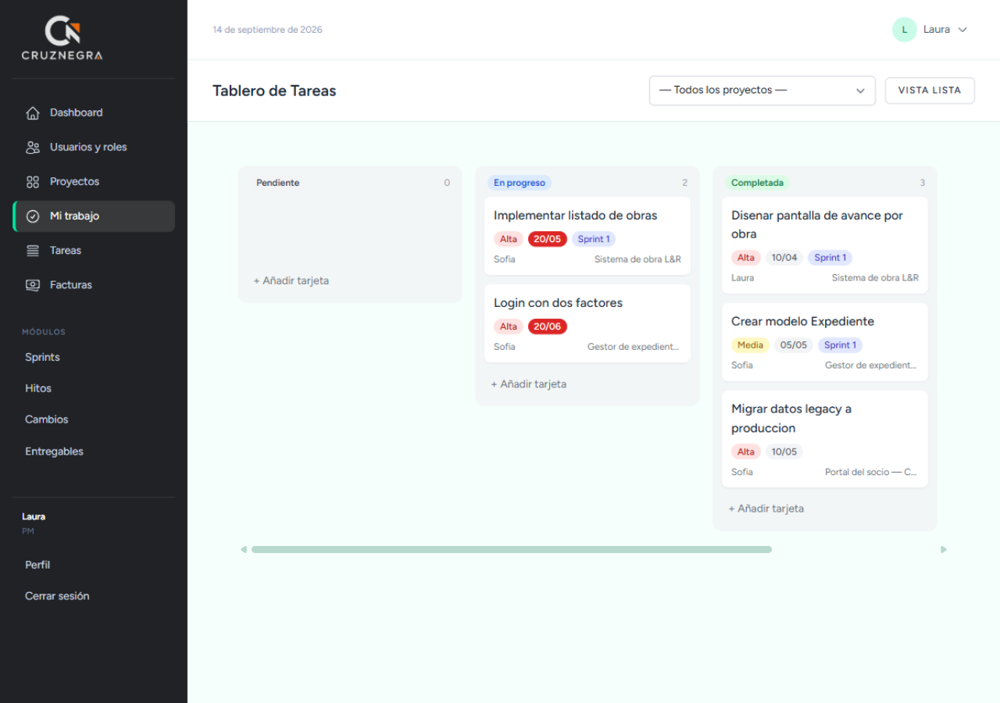 CRUZNEGRA
Dashboard
Usuarios y roles
Proyectos
Mi trabajo
Tareas
Facturas
MÓDULOS
Sprints
Hitos
Cambios
Entregables
Laura
PM
Perfil
Cerrar sesión
14 de septiembre de 2026
L Laura
Tablero de Tareas
— Todos los proyectos —
VISTA LISTA
Pendiente 0
+ Añadir tarjeta
En progreso 2
Implementar listado de obras
Alta 20/05 Sprint 1
Sofia Sistema de obra L&R
Login con dos factores
Alta 20/06
Sofia Gestor de expedient...
+ Añadir tarjeta
Completada 3
Disenar pantalla de avance por
obra
Alta 10/04 Sprint 1
Laura Sistema de obra L&R
Crear modelo Expediente
Media 05/05 Sprint 1
Sofia Gestor de expedient...
Migrar datos legacy a
produccion
Alta 10/05
Sofia Portal del socio — C...
+ Añadir tarjeta